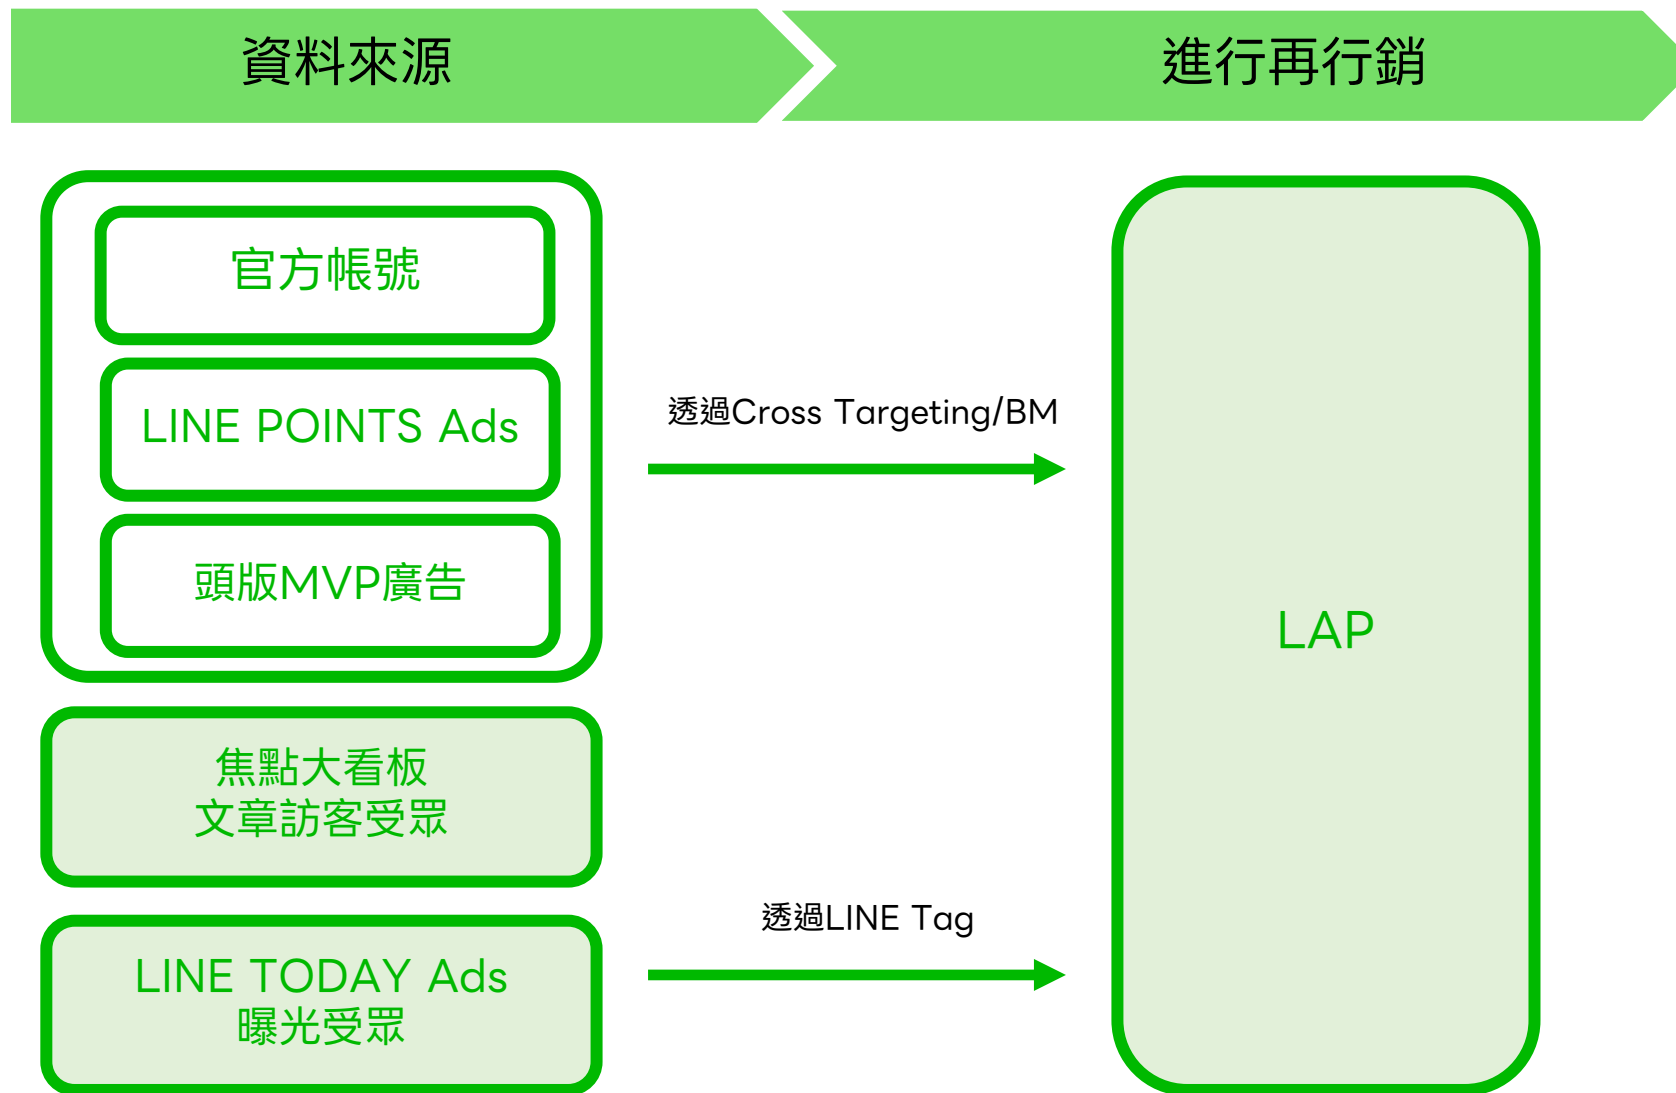 資料來源
進行再行銷
官方帳號
LINE POINTS Ads
頭版MVP廣告
透過Cross Targeting/BM
焦點大看板
文章訪客受眾
LINE TODAY Ads
曝光受眾
透過LINE Tag
LAP